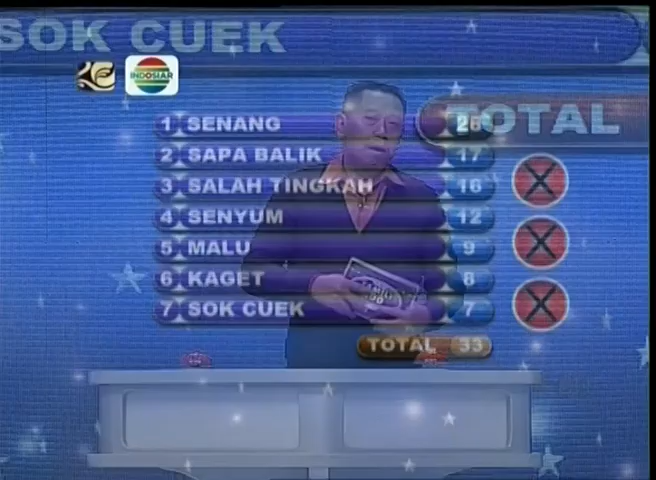 SOK CUEK
INDOSIAR
TOTAL
1 SENANG 26
2 SAPA BALIK 17
3 SALAH TINGKAH 16
4 SENYUM 12
5 MALU 9
6 KAGET 8
7 SOK CUEK 7
TOTAL 33